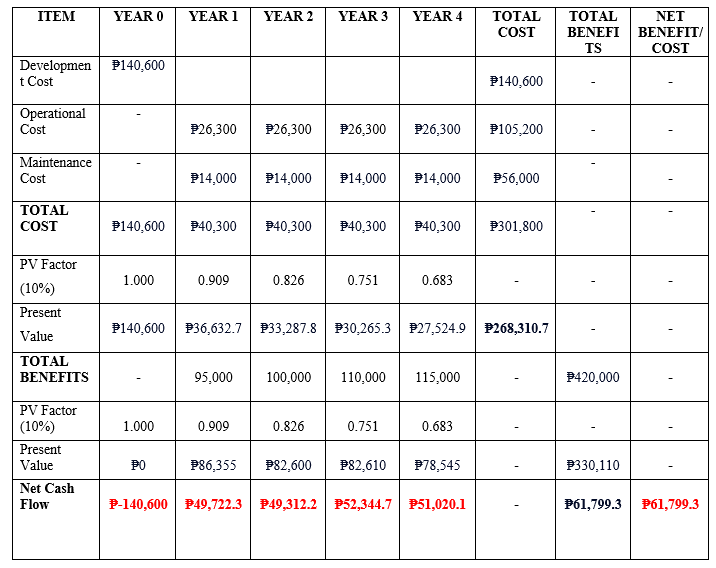 ITEM YEAR 0 YEAR 1 YEAR 2 YEAR 3 YEAR 4 TOTAL COST TOTAL BENEFI TS NET BENEFIT/ COST
Developmen t Cost ₱140,600 ₱140,600 - -
Operational Cost - ₱26,300 ₱26,300 ₱26,300 ₱26,300 ₱105,200 - -
Maintenance Cost - ₱14,000 ₱14,000 ₱14,000 ₱14,000 ₱56,000 - -
TOTAL COST ₱140,600 ₱40,300 ₱40,300 ₱40,300 ₱40,300 ₱301,800 - -
PV Factor (10%) 1.000 0.909 0.826 0.751 0.683 - - -
Present Value ₱140,600 ₱36,632.7 ₱33,287.8 ₱30,265.3 ₱27,524.9 ₱268,310.7 - -
TOTAL BENEFITS - 95,000 100,000 110,000 115,000 - ₱420,000 -
PV Factor (10%) 1.000 0.909 0.826 0.751 0.683 - - -
Present Value ₱0 ₱86,355 ₱82,600 ₱82,610 ₱78,545 - ₱330,110 -
Net Cash Flow ₱-140,600 ₱49,722.3 ₱49,312.2 ₱52,344.7 ₱51,020.1 - ₱61,799.3 ₱61,799.3